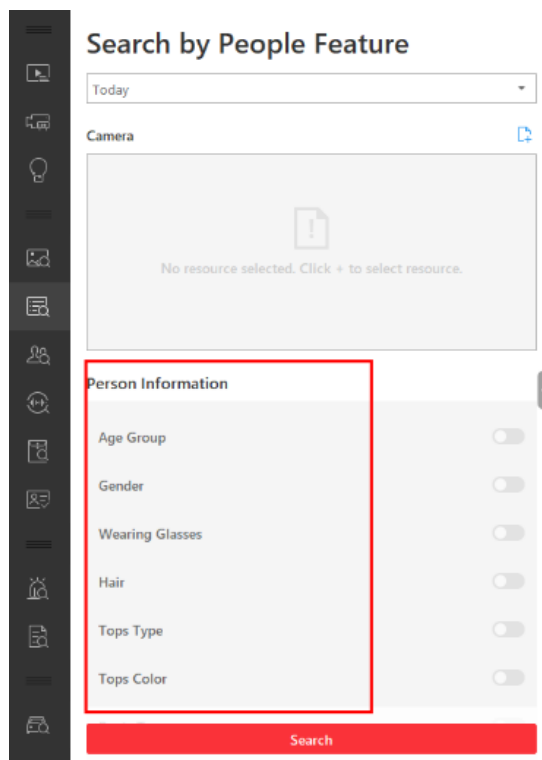 Search by People Feature
Today
Camera
No resource selected. Click + to select resource.
Person Information
Age Group
Gender
Wearing Glasses
Hair
Tops Type
Tops Color
Search